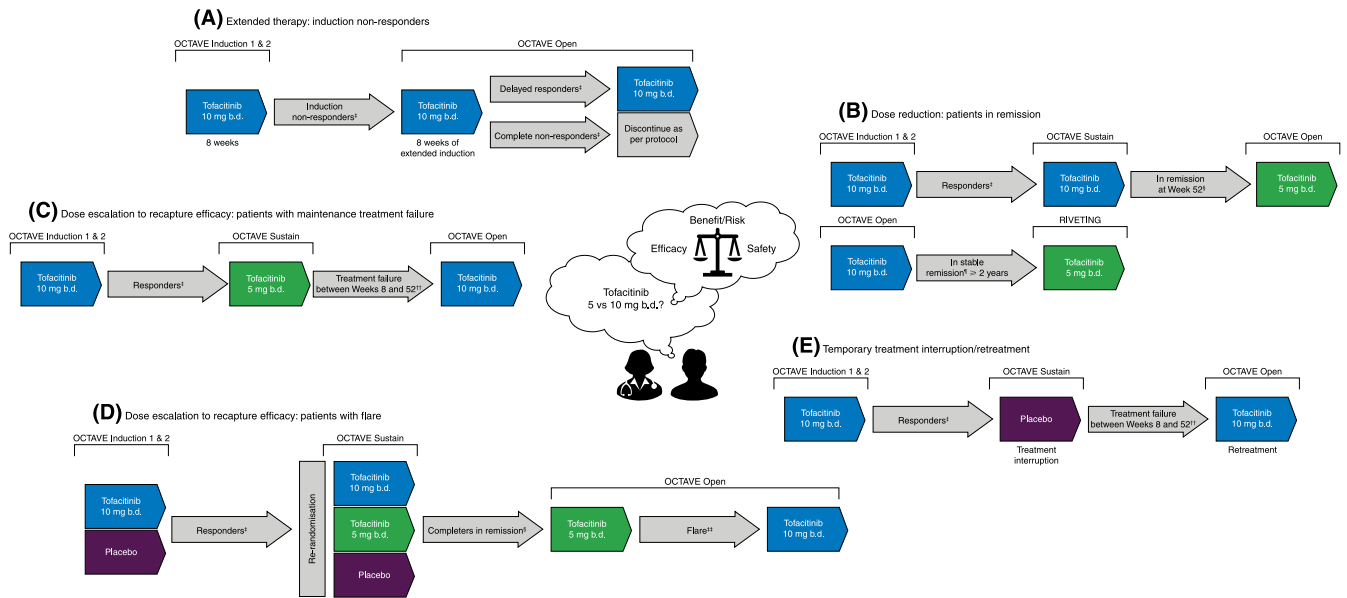 (A) Extended therapy: induction non-responders
OCTAVE Induction 1 & 2
OCTAVE Open
Tofacitinib
10 mg b.d.
8 weeks
Induction
non-responders‡
Tofacitinib
10 mg b.d.
8 weeks of
extended induction
Delayed responders‡
Tofacitinib
10 mg b.d.
Complete non-responders‡
Discontinue as
per protocol
(B) Dose reduction: patients in remission
OCTAVE Induction 1 & 2
OCTAVE Sustain
OCTAVE Open
Tofacitinib
10 mg b.d.
Responders‡
Tofacitinib
10 mg b.d.
In remission
at Week 52§
Tofacitinib
5 mg b.d.
OCTAVE Open
RIVETING
Tofacitinib
10 mg b.d.
In stable
remission¶ ⩾ 2 years
Tofacitinib
5 mg b.d.
(C) Dose escalation to recapture efficacy: patients with maintenance treatment failure
OCTAVE Induction 1 & 2
OCTAVE Sustain
OCTAVE Open
Tofacitinib
10 mg b.d.
Responders‡
Tofacitinib
5 mg b.d.
Treatment failure
between Weeks 8 and 52††
Tofacitinib
10 mg b.d.
Benefit/Risk
Efficacy
Safety
Tofacitinib
5 vs 10 mg b.d.?
(D) Dose escalation to recapture efficacy: patients with flare
OCTAVE Induction 1 & 2
OCTAVE Sustain
OCTAVE Open
Tofacitinib
10 mg b.d.
Placebo
Responders‡
Re-randomisation
Tofacitinib
10 mg b.d.
Tofacitinib
5 mg b.d.
Placebo
Completers in remission§
Tofacitinib
5 mg b.d.
Flare‡‡
Tofacitinib
10 mg b.d.
(E) Temporary treatment interruption/retreatment
OCTAVE Induction 1 & 2
OCTAVE Sustain
OCTAVE Open
Tofacitinib
10 mg b.d.
Responders‡
Placebo
Treatment
interruption
Treatment failure
between Weeks 8 and 52††
Tofacitinib
10 mg b.d.
Retreatment